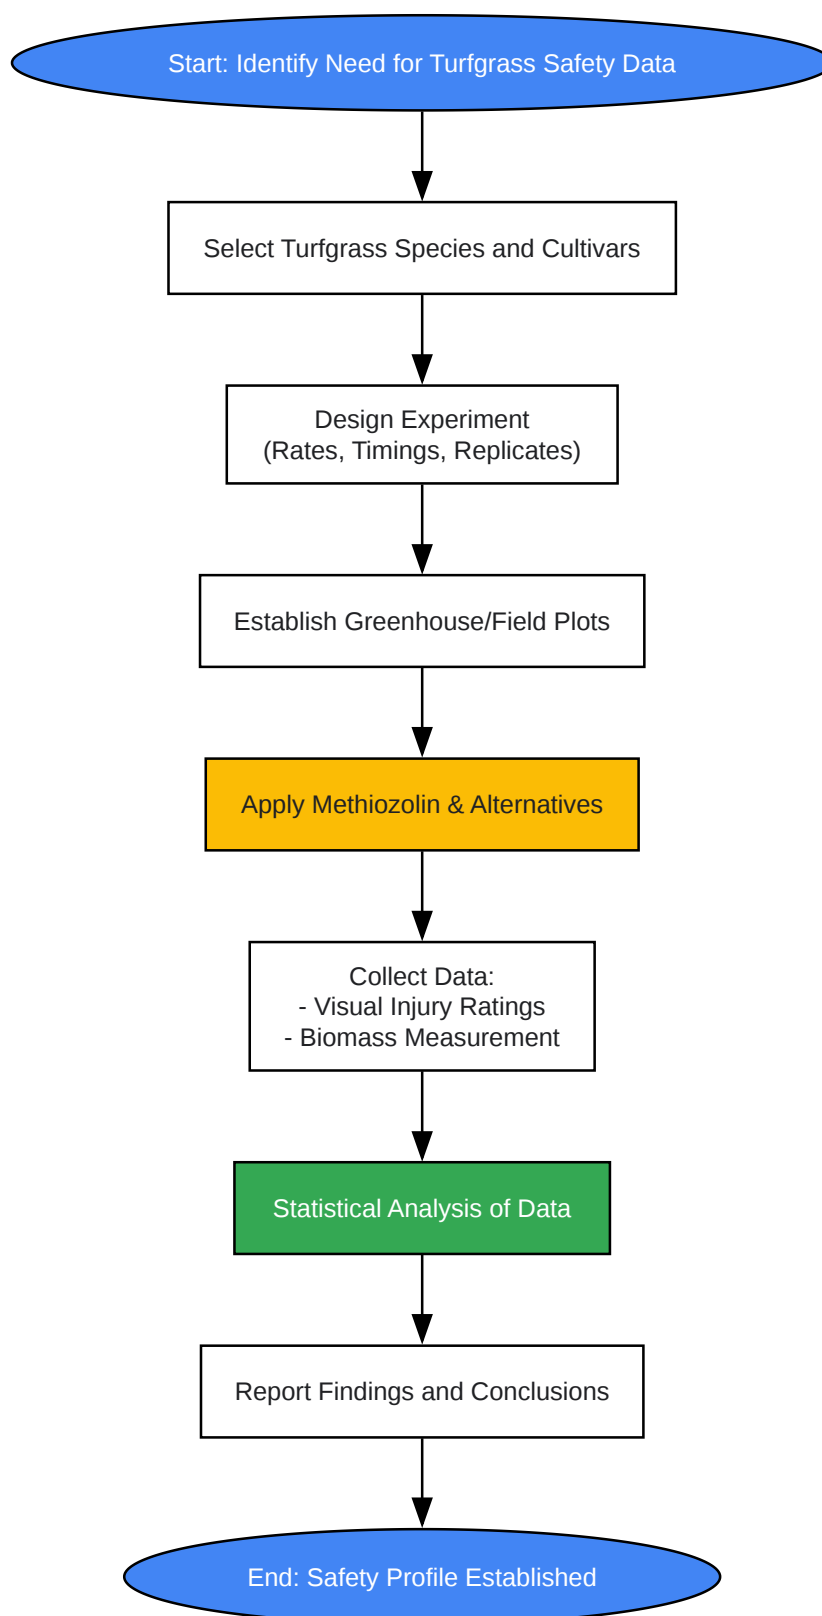 Start: Identify Need for Turfgrass Safety Data
Select Turfgrass Species and Cultivars
Design Experiment
(Rates, Timings, Replicates)
Establish Greenhouse/Field Plots
Apply Methiozolin & Alternatives
Collect Data:
- Visual Injury Ratings
- Biomass Measurement
Statistical Analysis of Data
Report Findings and Conclusions
End: Safety Profile Established